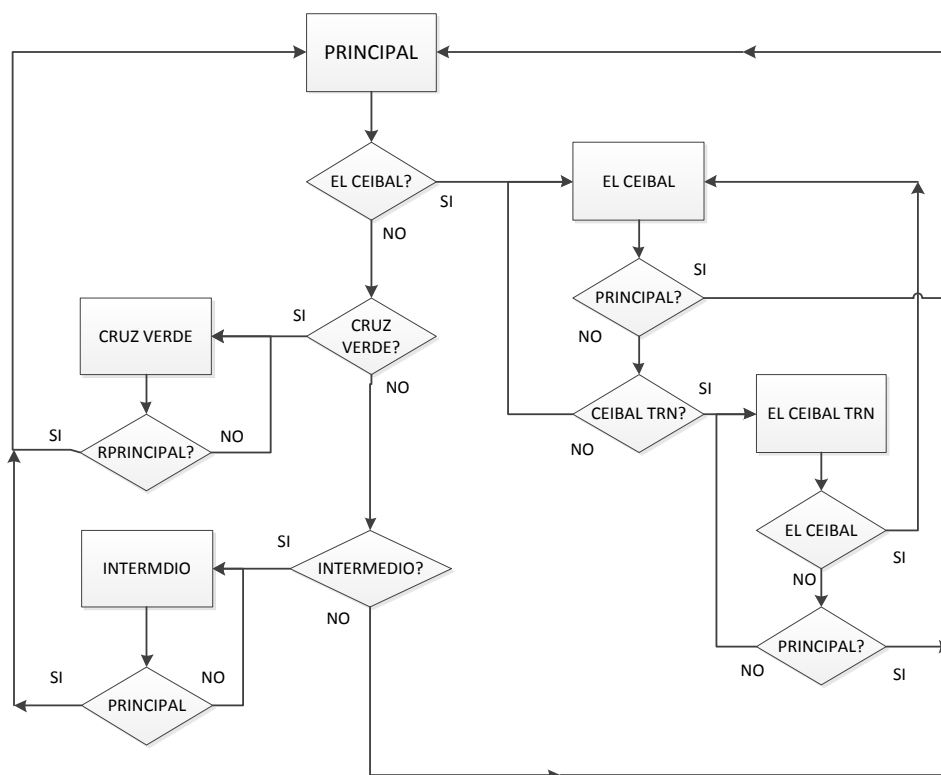 PRINCIPAL
EL CEIBAL?
SI
NO
EL CEIBAL
PRINCIPAL?
SI
NO
CRUZ
VERDE?
SI
NO
CRUZ VERDE
RPRINCIPAL?
SI
NO
CEIBAL TRN?
SI
NO
EL CEIBAL TRN
EL CEIBAL
SI
NO
INTERMEDIO?
SI
NO
INTERMDIO
PRINCIPAL
SI
NO
PRINCIPAL?
NO
SI